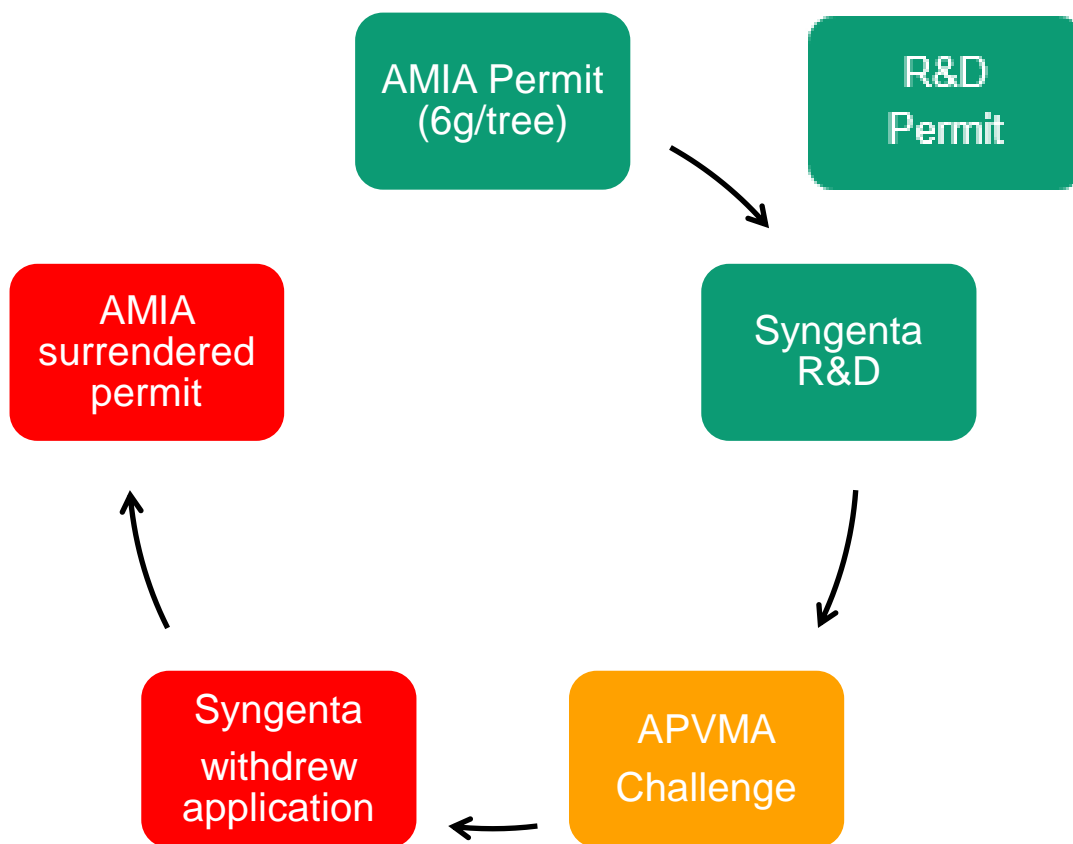 AMIA Permit
(6g/tree)
R&D
Permit
Syngenta
R&D
APVMA
Challenge
Syngenta
withdrew
application
AMIA
surrendered
permit